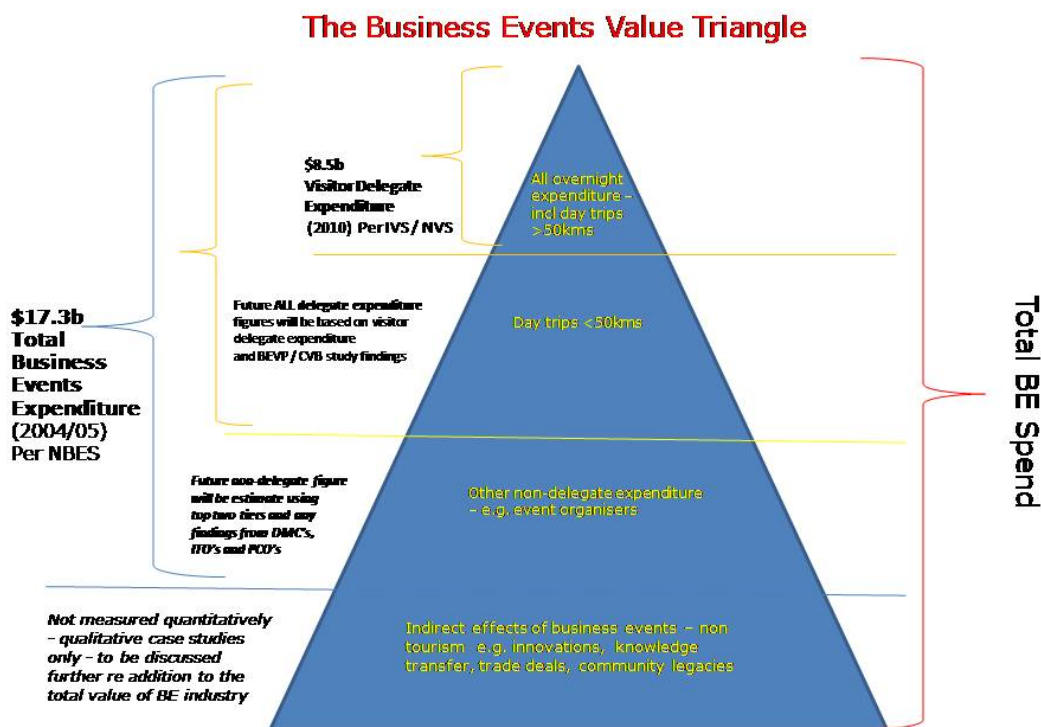 The Business Events Value Triangle
$8.5b
Visitor Delegate
Expenditure
(2010) Per IVS / NVS
All overnight
expenditure –
incl day trips
>50kms
$17.3b
Total
Business
Events
Expenditure
(2004/05)
Per NBES
Future ALL delegate expenditure
figures will be based on visitor
delegate expenditure
and BEVP / CVB study findings
Day trips <50kms
Total BE Spend
Future non-delegate figure
will be estimate using
top two tiers and any
findings from DMC's,
ITO's and PCO's
Other non-delegate expenditure
– e.g. event organisers
Not measured quantitatively
– qualitative case studies
only – to be discussed
further re addition to the
total value of BE industry
Indirect effects of business events – non
tourism e.g. innovations, knowledge
transfer, trade deals, community legacies